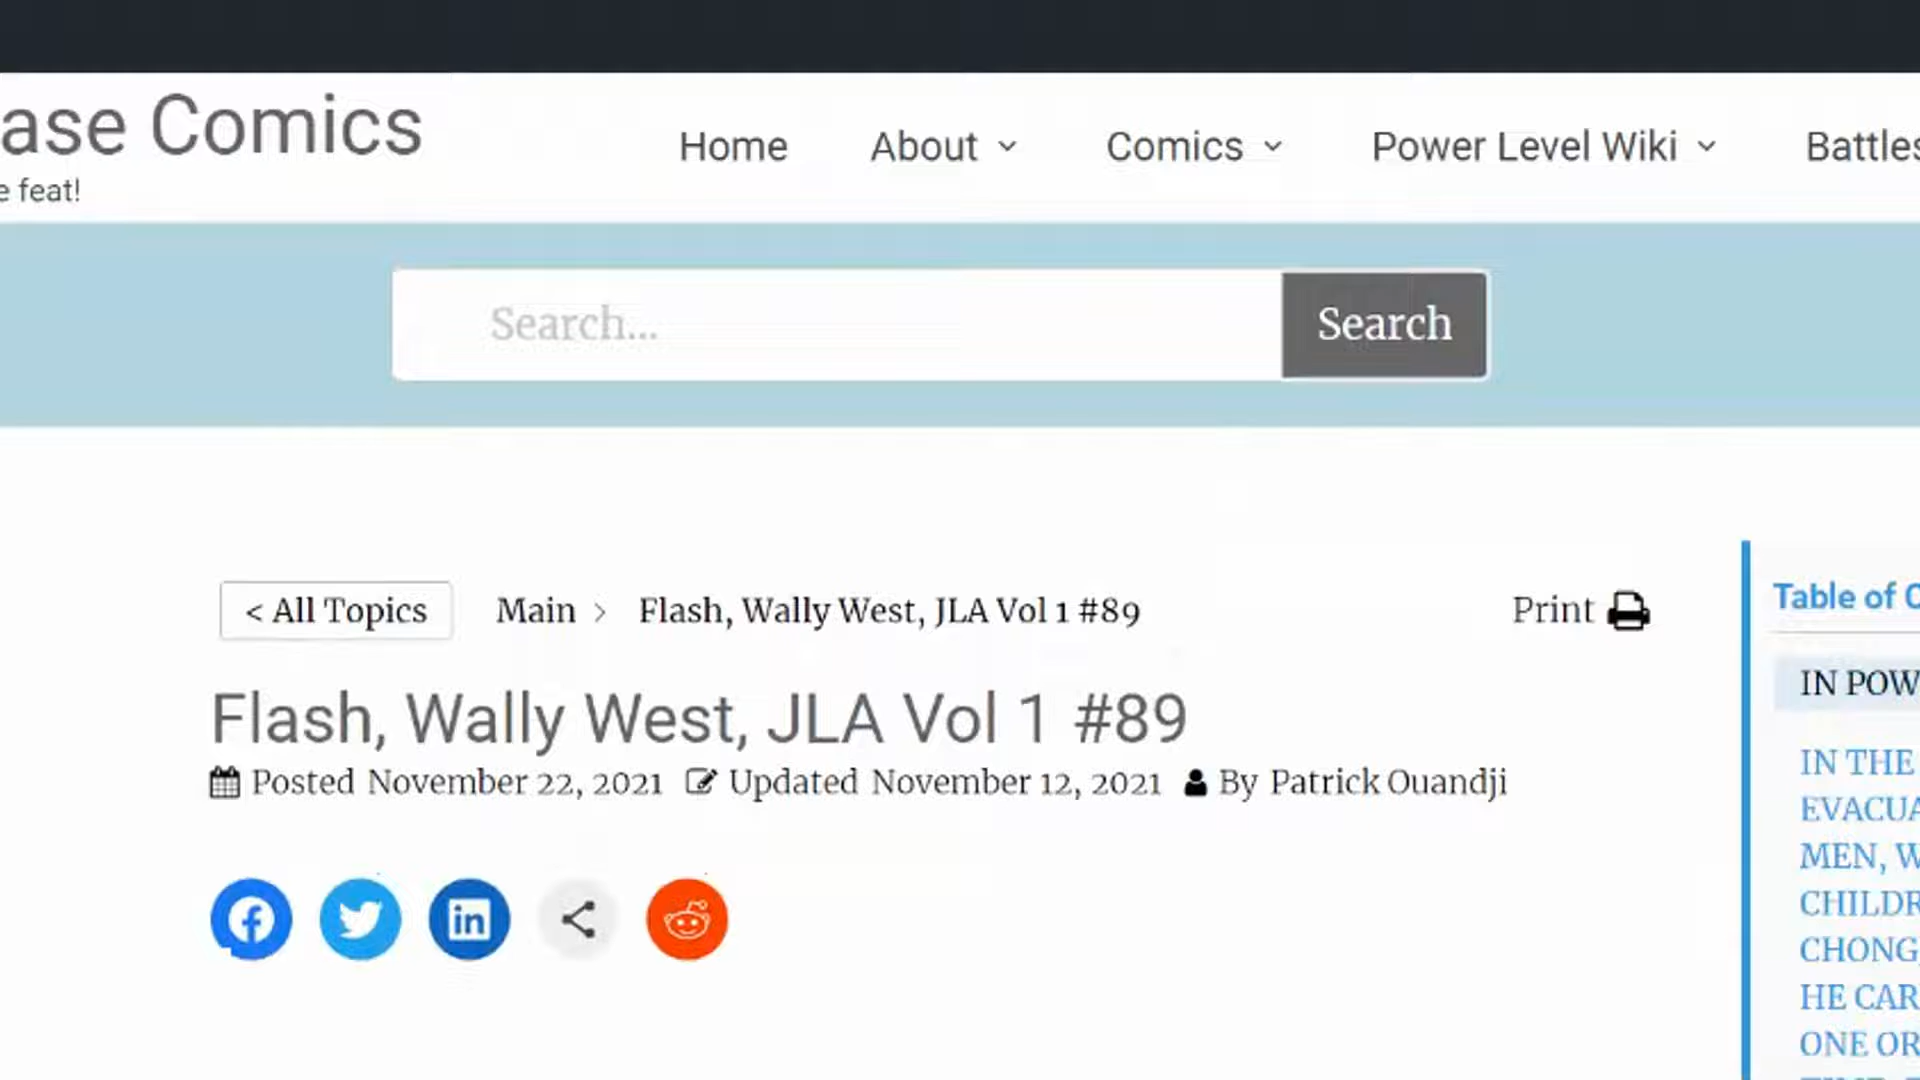 ase Comics
e feat!
Home About Comics Power Level Wiki Battles
Search... Search
< All Topics Main > Flash, Wally West, JLA Vol 1 #89 Print
Flash, Wally West, JLA Vol 1 #89
Posted November 22, 2021 Updated November 12, 2021 By Patrick Ouandji
Table of C
IN POW
IN THE
EVACUA
MEN, W
CHILDR
CHONG,
HE CAR
ONE OR